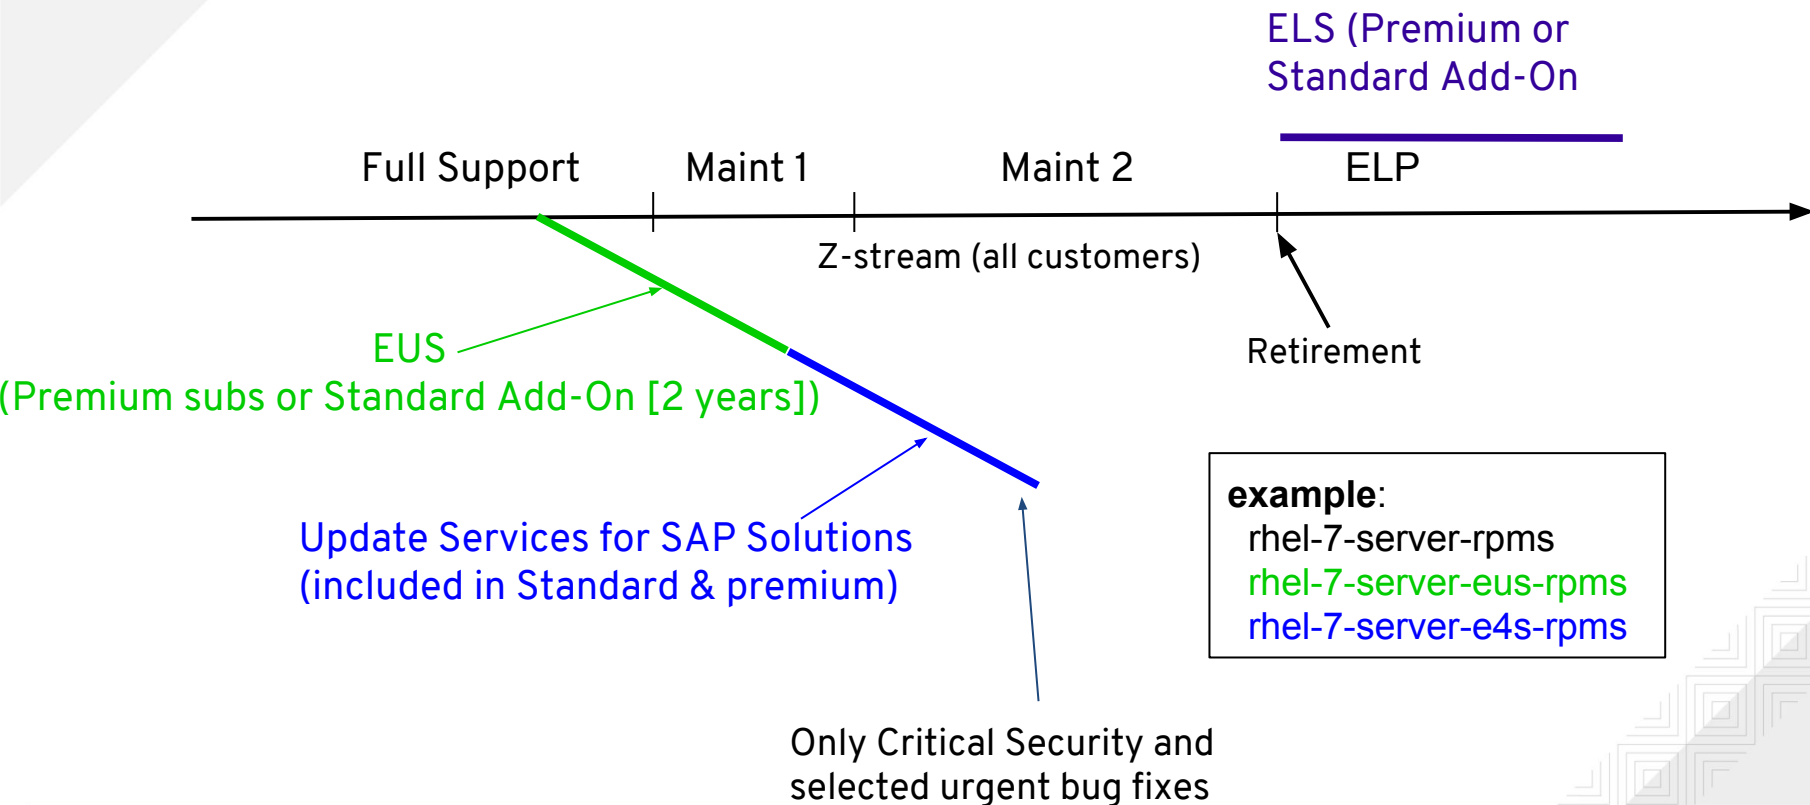 ELS (Premium or
Standard Add-On
Full Support
Maint 1
Maint 2
ELP
Z-stream (all customers)
Retirement
EUS
(Premium subs or Standard Add-On [2 years])
Update Services for SAP Solutions
(included in Standard & premium)
example:
rhel-7-server-rpms
rhel-7-server-eus-rpms
rhel-7-server-e4s-rpms
Only Critical Security and
selected urgent bug fixes